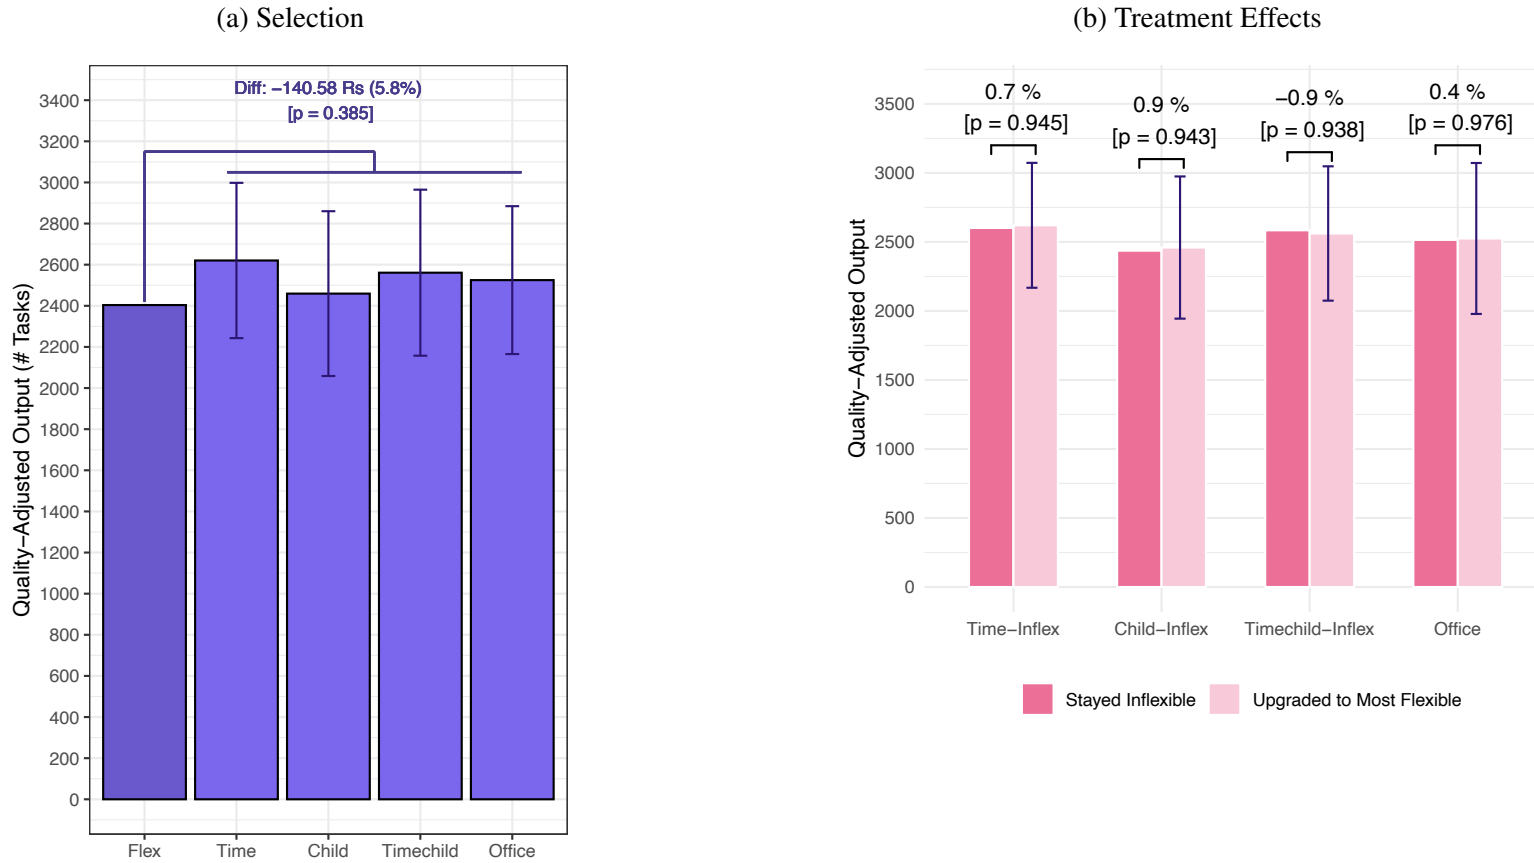 (a) Selection
Diff: −140.58 Rs (5.8%)
[p = 0.385]
Quality−Adjusted Output (# Tasks)
3400
3200
3000
2800
2600
2400
2200
2000
1800
1600
1400
1200
1000
800
600
400
200
0
Flex Time Child Timechild Office
(b) Treatment Effects
0.7 % 0.9 % −0.9 % 0.4 %
[p = 0.945] [p = 0.943] [p = 0.938] [p = 0.976]
Quality−Adjusted Output
3500
3000
2500
2000
1500
1000
500
0
Time−Inflex Child−Inflex Timechild−Inflex Office
Stayed Inflexible Upgraded to Most Flexible